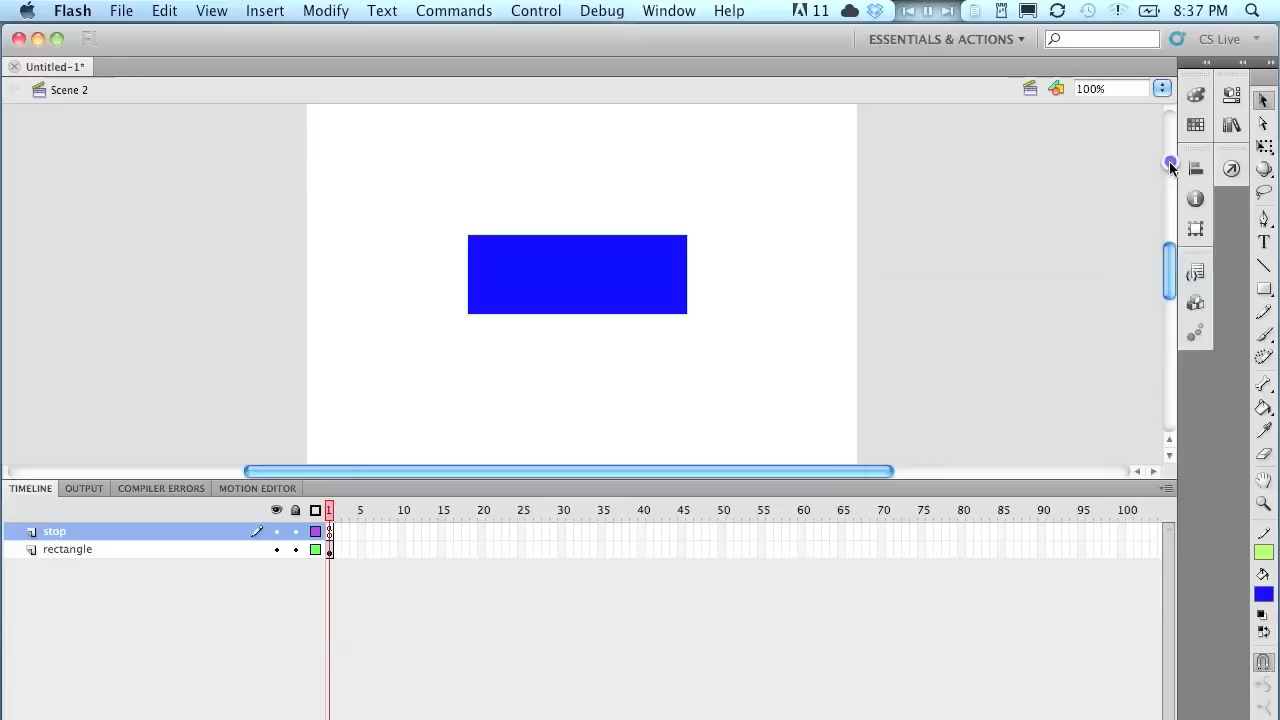 Flash File Edit View Insert Modify Text Commands Control Debug Window Help 11 8:37 PM
Fl ESSENTIALS & ACTIONS CS Live
Untitled-1*
Scene 2 100%
TIMELINE OUTPUT COMPILER ERRORS MOTION EDITOR
1 5 10 15 20 25 30 35 40 45 50 55 60 65 70 75 80 85 90 95 100
stop
rectangle